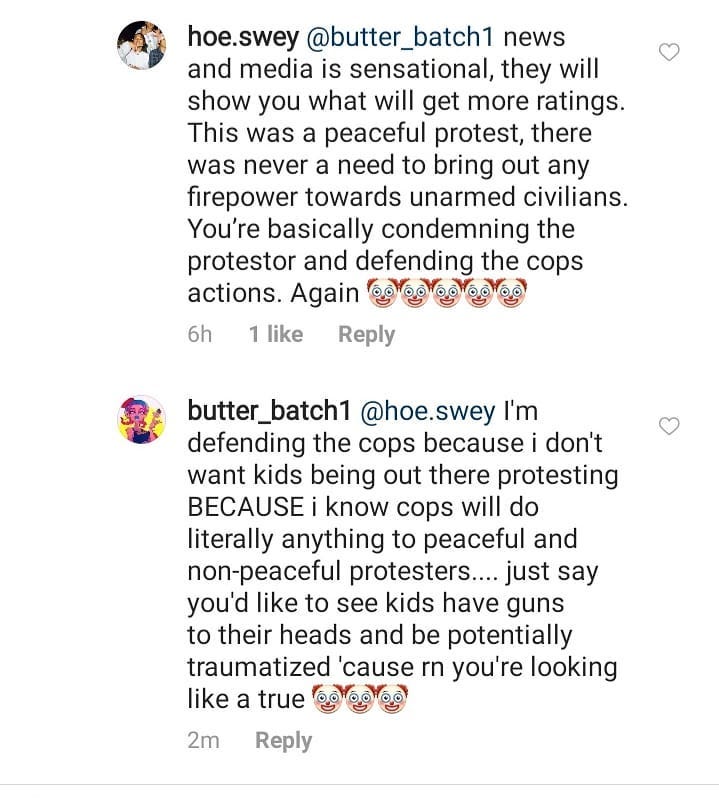 hoe.swey @butter_batch1 news
and media is sensational, they will
show you what will get more ratings.
This was a peaceful protest, there
was never a need to bring out any
firepower towards unarmed civilians.
You’re basically condemning the
protestor and defending the cops
actions. Again 🤡🤡🤡🤡🤡
6h 1 like Reply
butter_batch1 @hoe.swey I'm
defending the cops because i don't
want kids being out there protesting
BECAUSE i know cops will do
literally anything to peaceful and
non-peaceful protesters.... just say
you'd like to see kids have guns
to their heads and be potentially
traumatized 'cause rn you're looking
like a true 🤡🤡🤡
2m Reply